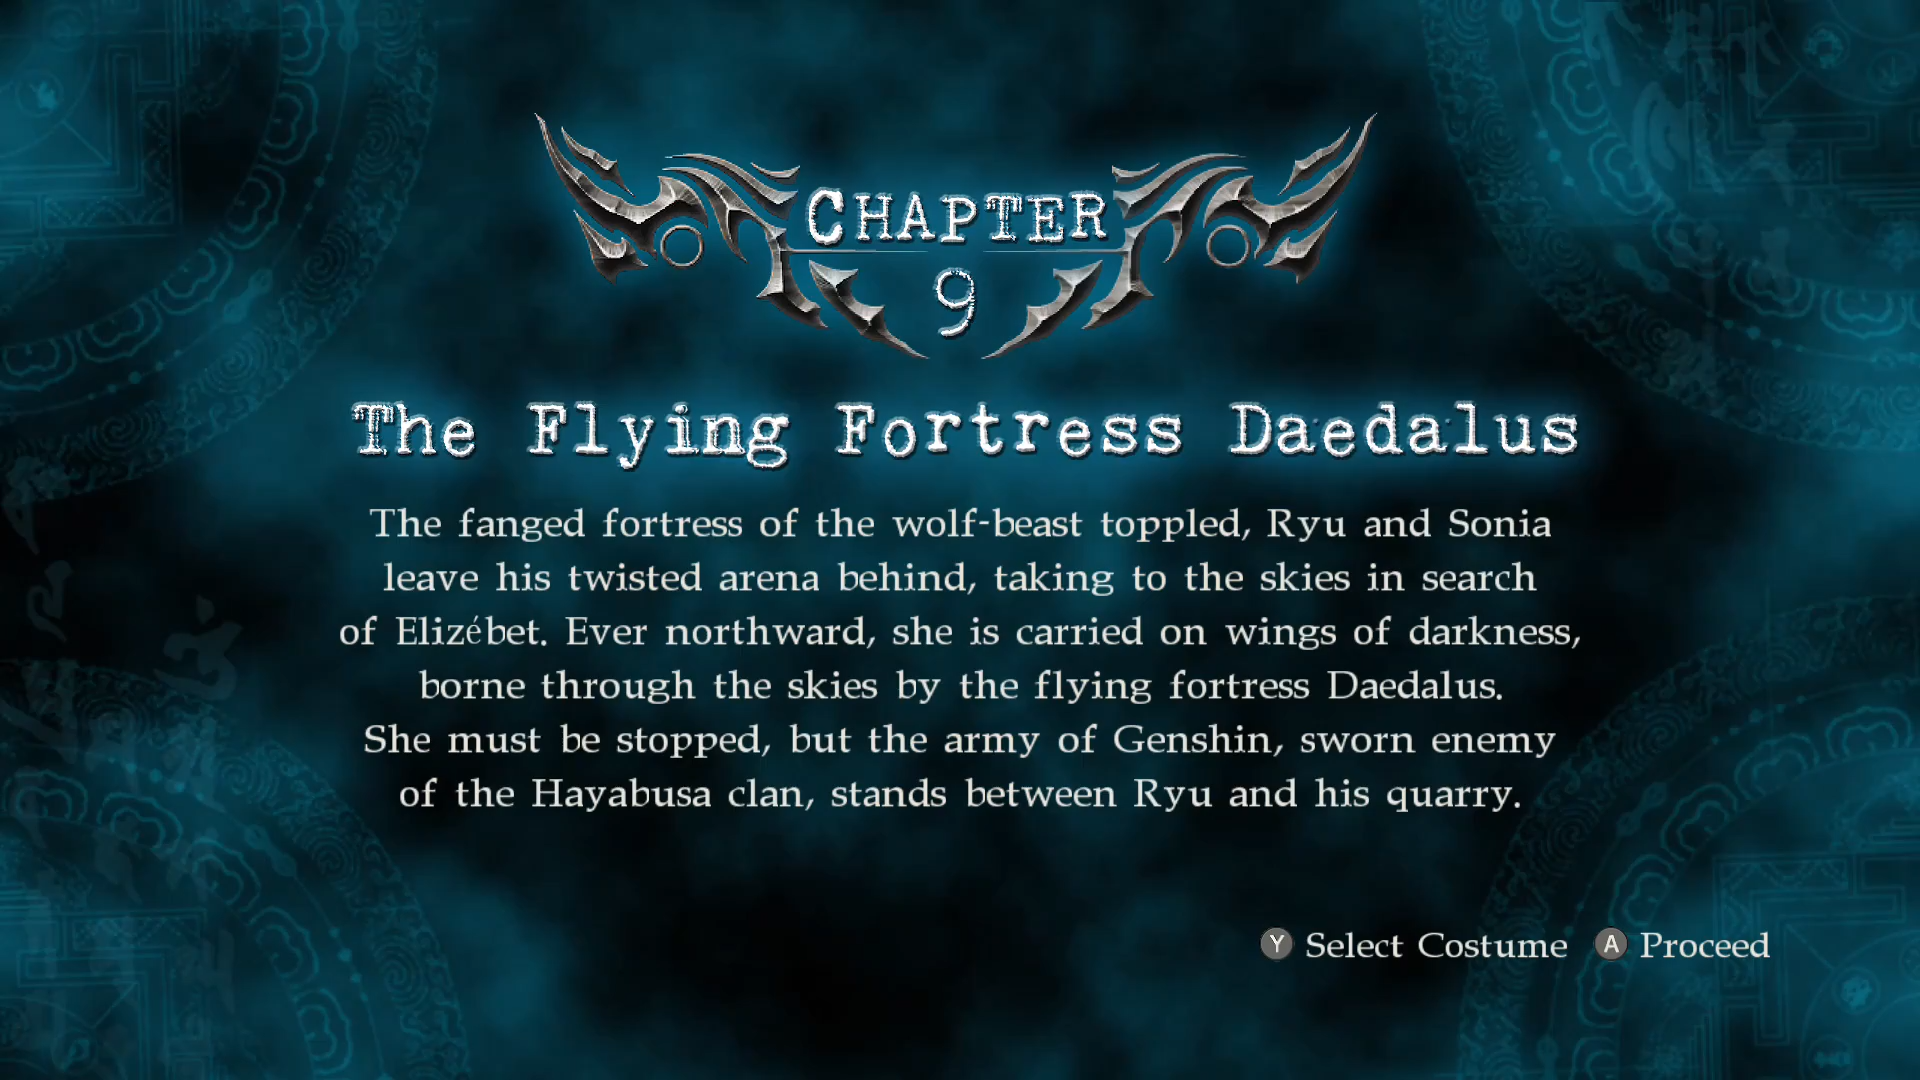 CHAPTER
9
The Flying Fortress Daedalus
The fanged fortress of the wolf-beast toppled, Ryu and Sonia
leave his twisted arena behind, taking to the skies in search
of Elizébet. Ever northward, she is carried on wings of darkness,
borne through the skies by the flying fortress Daedalus.
She must be stopped, but the army of Genshin, sworn enemy
of the Hayabusa clan, stands between Ryu and his quarry.
Y Select Costume A Proceed